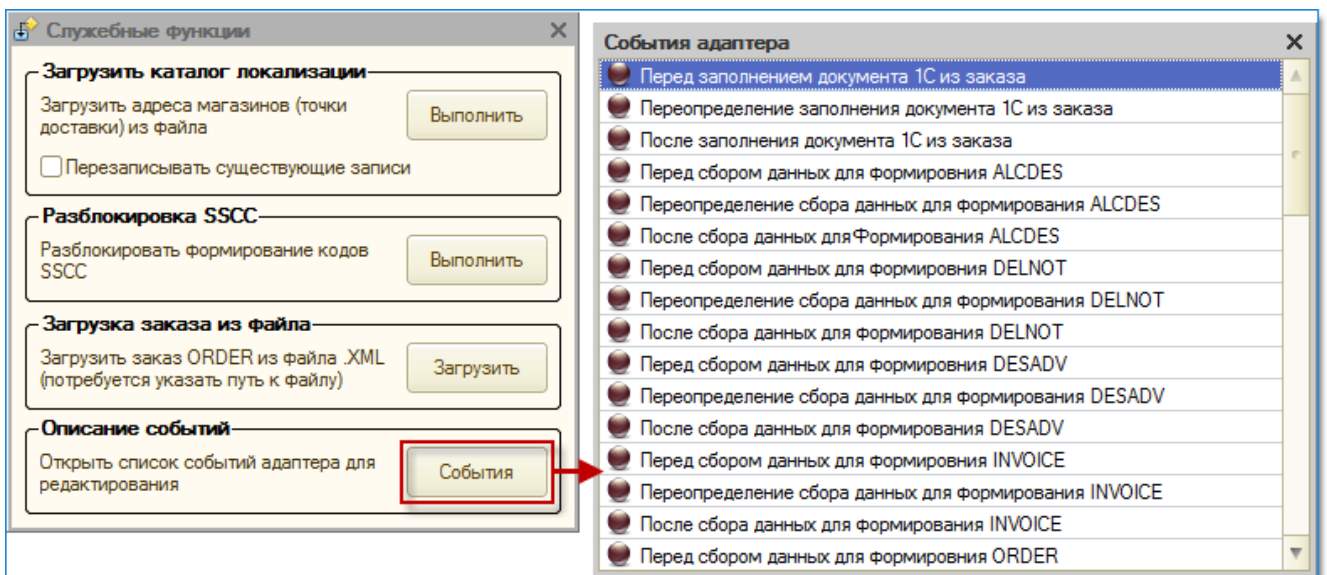 Служебные функции
Загрузить каталог локализации
Загрузить адреса магазинов (точки
доставки) из файла
Выполнить
Перезаписывать существующие записи
Разблокировка SSCC
Разблокировать формирование кодов
SSCC
Выполнить
Загрузка заказа из файла
Загрузить заказ ORDER из файла .XML
(потребуется указать путь к файлу)
Загрузить
Описание событий
Открыть список событий адаптера для
редактирования
События
События адаптера
Перед заполнением документа 1С из заказа
Переопределение заполнения документа 1С из заказа
После заполнения документа 1С из заказа
Перед сбором данных для формировния ALCDES
Переопределение сбора данных для формирования ALCDES
После сбора данных дляФормирования ALCDES
Перед сбором данных для формировния DELNOT
Переопределение сбора данных для формирования DELNOT
После сбора данных для формирования DELNOT
Перед сбором данных для формировния DESADV
Переопределение сбора данных для формирования DESADV
После сбора данных для формирования DESADV
Перед сбором данных для формировния INVOICE
Переопределение сбора данных для формирования INVOICE
После сбора данных для формирования INVOICE
Перед сбором данных для формировния ORDER